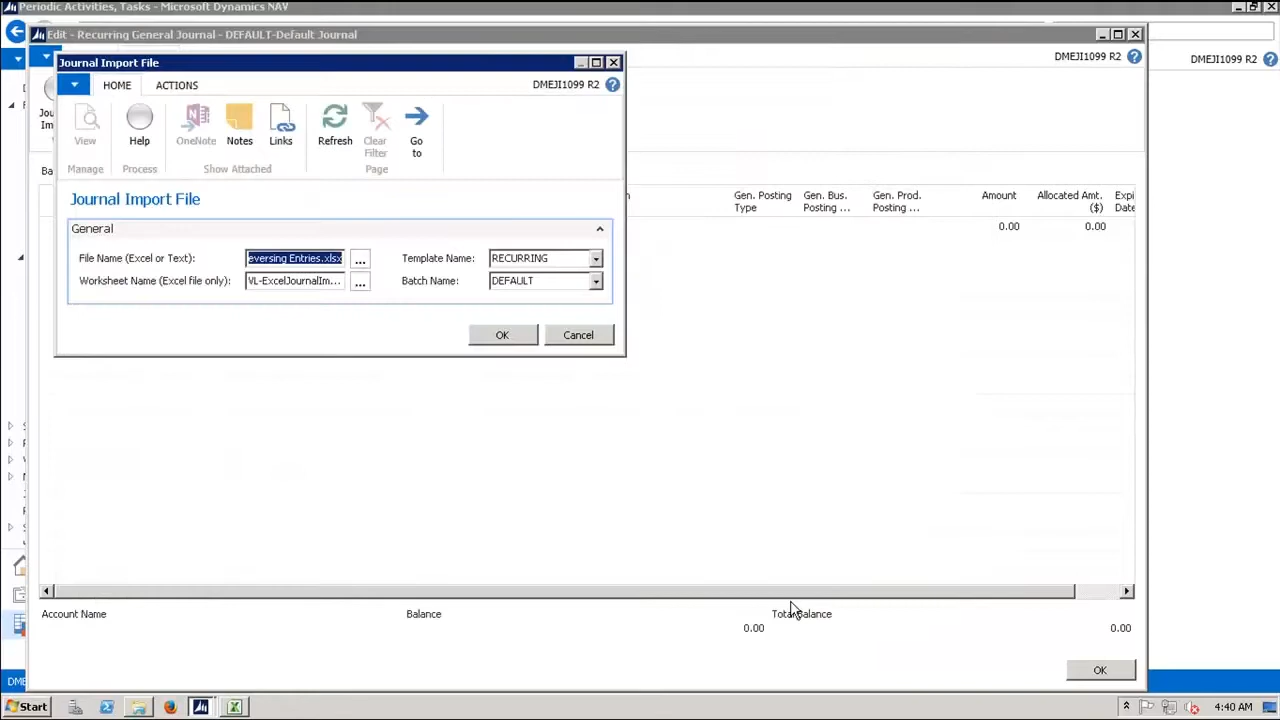 Periodic Activities, Tasks - Microsoft Dynamics NAV
Edit - Recurring General Journal - DEFAULT-Default Journal
DMEJI1099 R2
DMEJI1099 R2
Journal Import File
HOME ACTIONS
DMEJI1099 R2
View
Help
OneNote
Notes
Links
Refresh
Clear Filter
Go to
Manage
Process
Show Attached
Page
Journal Import File
General
File Name (Excel or Text): eversing Entries.xlsx ... Template Name: RECURRING
Worksheet Name (Excel file only): VL-ExcelJournalIm... ... Batch Name: DEFAULT
OK Cancel
Gen. Posting Type
Gen. Bus. Posting ...
Gen. Prod. Posting ...
Amount
Allocated Amt. ($)
0.00 0.00
Account Name Balance Total Balance
0.00 0.00
OK
Start 4:40 AM